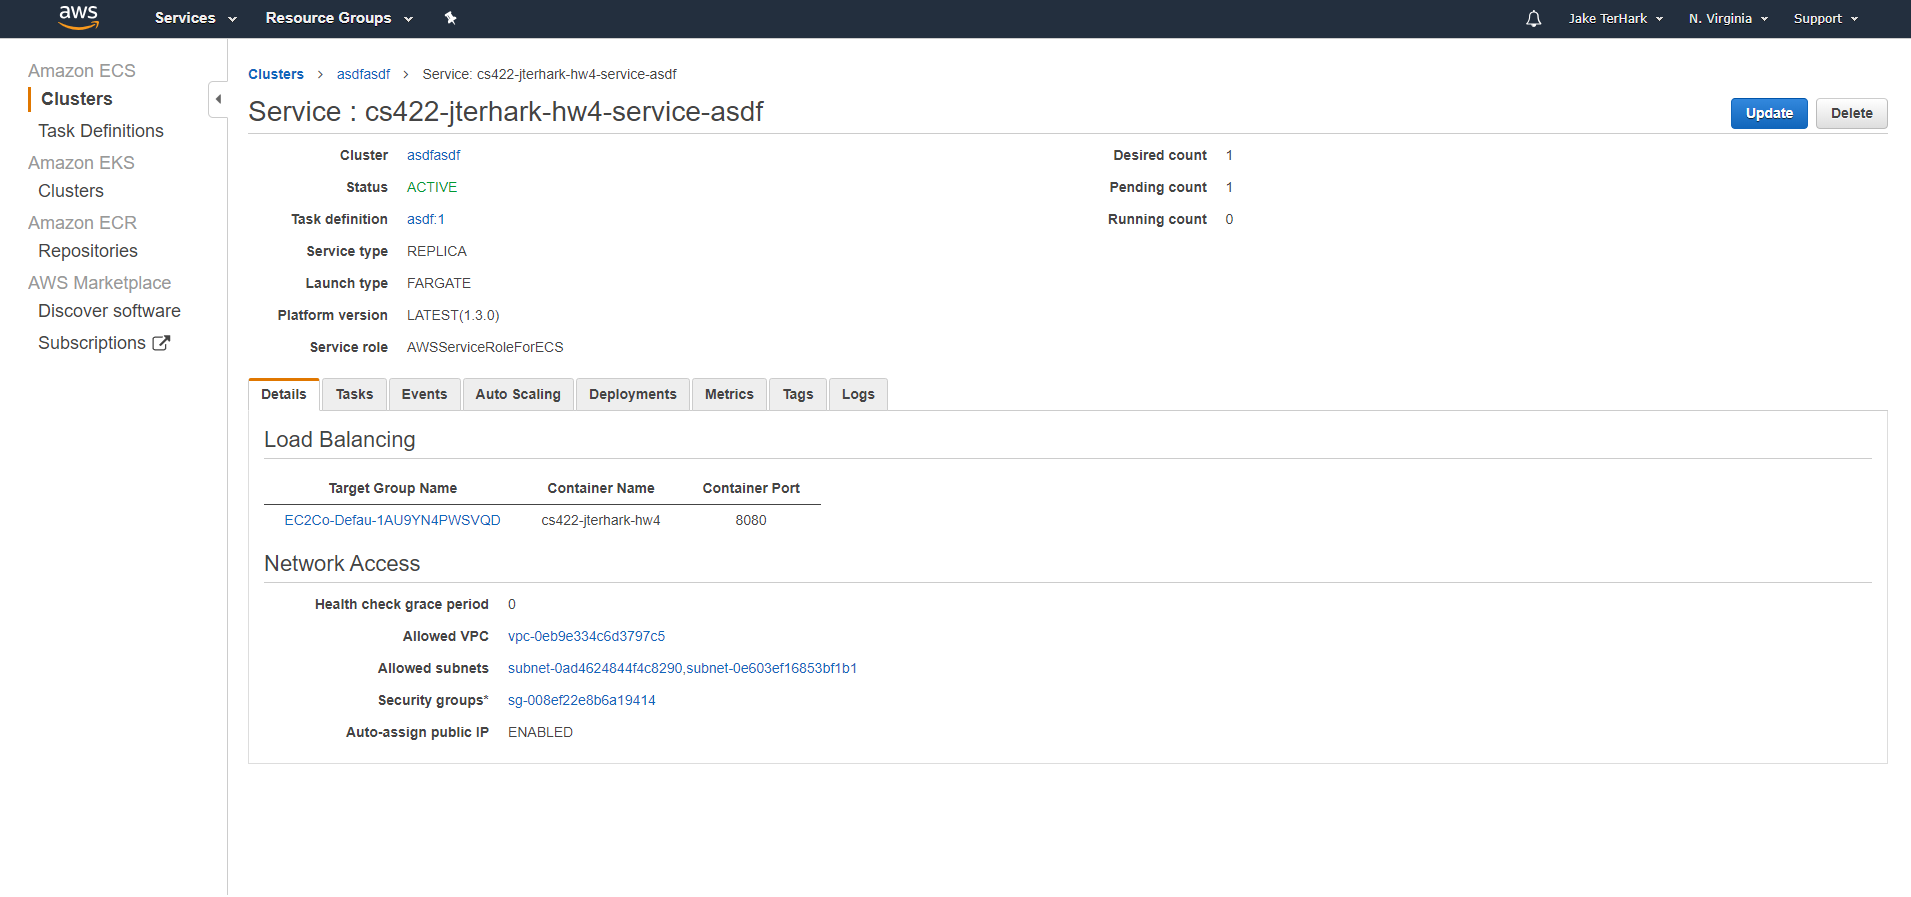 aws Services Resource Groups Jake TerHark N. Virginia Support
Amazon ECS
Clusters
Task Definitions
Amazon EKS
Clusters
Amazon ECR
Repositories
AWS Marketplace
Discover software
Subscriptions
Clusters > asdfasdf > Service: cs422-jterhark-hw4-service-asdf
Service : cs422-jterhark-hw4-service-asdf
Update Delete
Cluster asdfasdf
Status ACTIVE
Task definition asdf:1
Service type REPLICA
Launch type FARGATE
Platform version LATEST(1.3.0)
Service role AWSServiceRoleForECS
Desired count 1
Pending count 1
Running count 0
Details Tasks Events Auto Scaling Deployments Metrics Tags Logs
Load Balancing
Target Group Name Container Name Container Port
EC2Co-Defau-1AU9YN4PWSVQD cs422-jterhark-hw4 8080
Network Access
Health check grace period 0
Allowed VPC vpc-0eb9e334c6d3797c5
Allowed subnets subnet-0ad4624844f4c8290,subnet-0e603ef16853bf1b1
Security groups* sg-008ef22e8b6a19414
Auto-assign public IP ENABLED